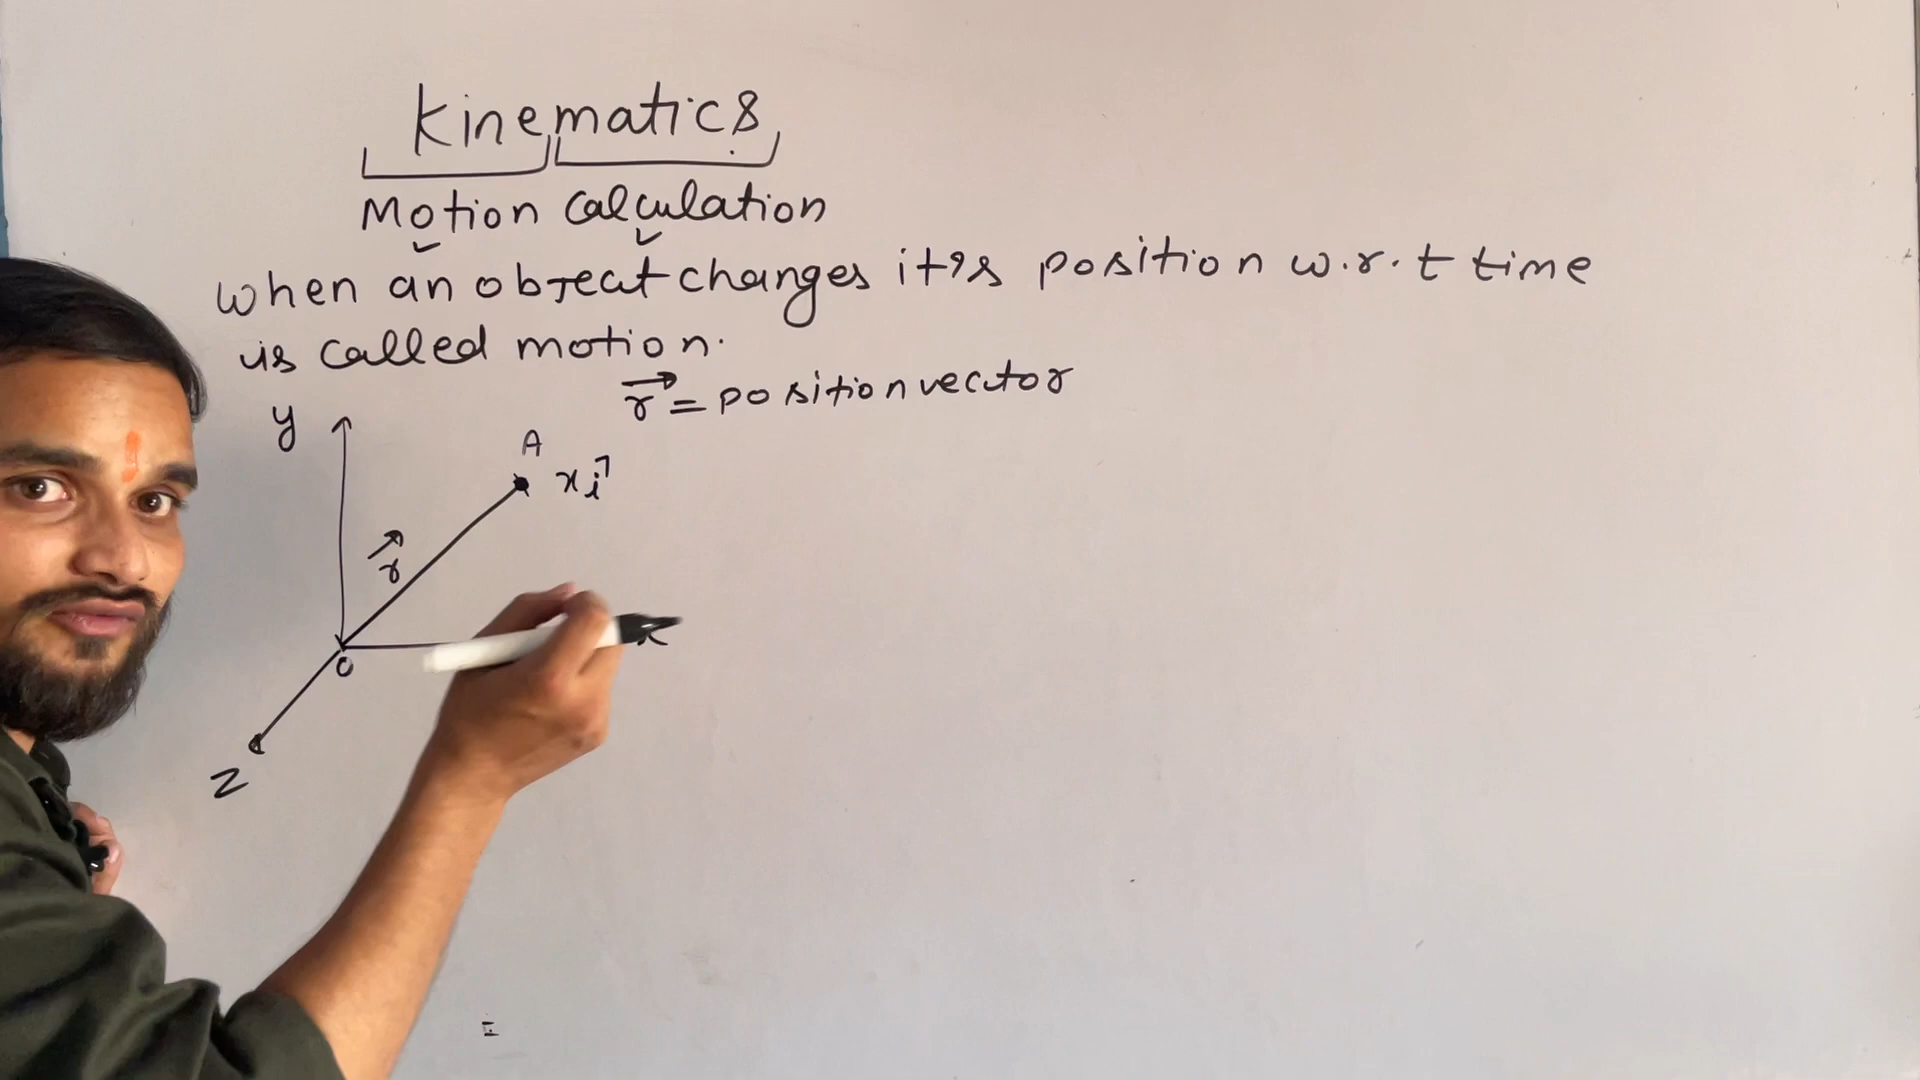 Kinematics
Motion Calculation
when an object changes it's position w.r.t time
is called motion.
r⃗ = position vector
y
A
x i⃗
r⃗
x
O
Z